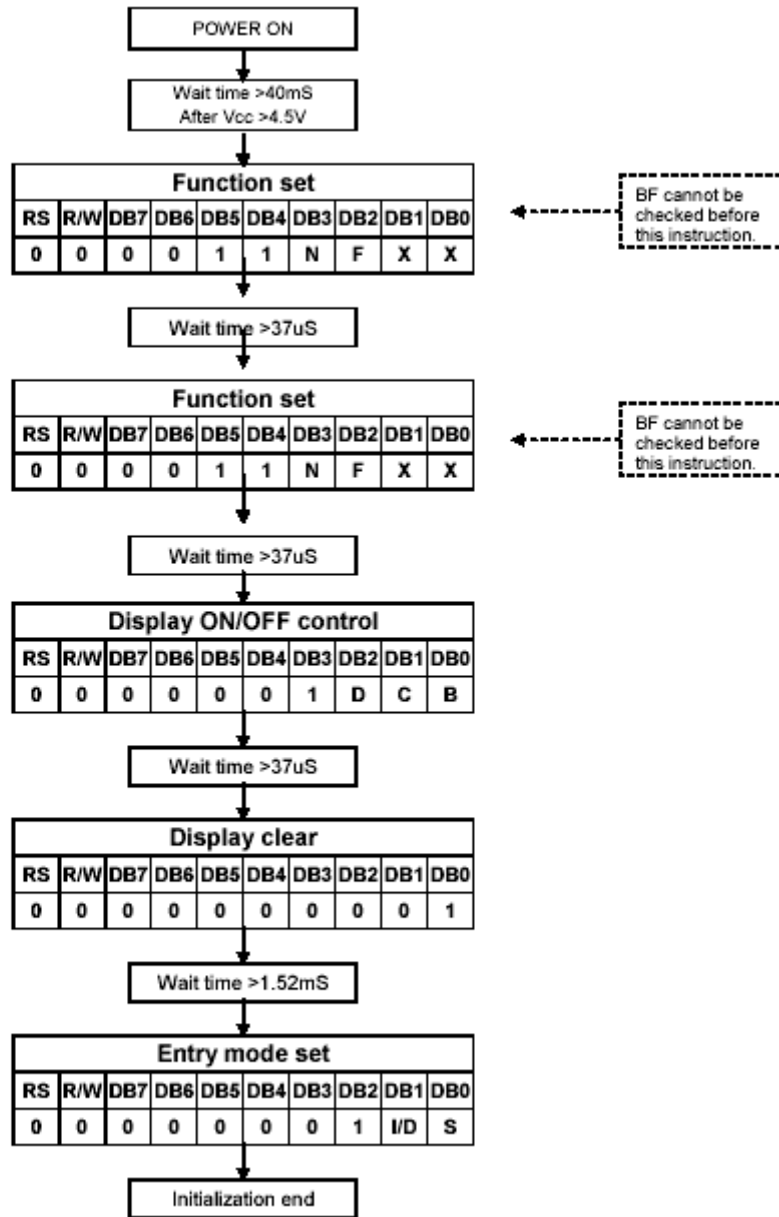 POWER ON
Wait time >40mS
After Vcc >4.5V
Function set
RS R/W DB7 DB6 DB5 DB4 DB3 DB2 DB1 DB0
0 0 0 0 1 1 N F X X
BF cannot be
checked before
this instruction.
Wait time >37uS
Function set
RS R/W DB7 DB6 DB5 DB4 DB3 DB2 DB1 DB0
0 0 0 0 1 1 N F X X
BF cannot be
checked before
this instruction.
Wait time >37uS
Display ON/OFF control
RS R/W DB7 DB6 DB5 DB4 DB3 DB2 DB1 DB0
0 0 0 0 0 0 1 D C B
Wait time >37uS
Display clear
RS R/W DB7 DB6 DB5 DB4 DB3 DB2 DB1 DB0
0 0 0 0 0 0 0 0 0 1
Wait time >1.52mS
Entry mode set
RS R/W DB7 DB6 DB5 DB4 DB3 DB2 DB1 DB0
0 0 0 0 0 0 0 1 I/D S
Initialization end